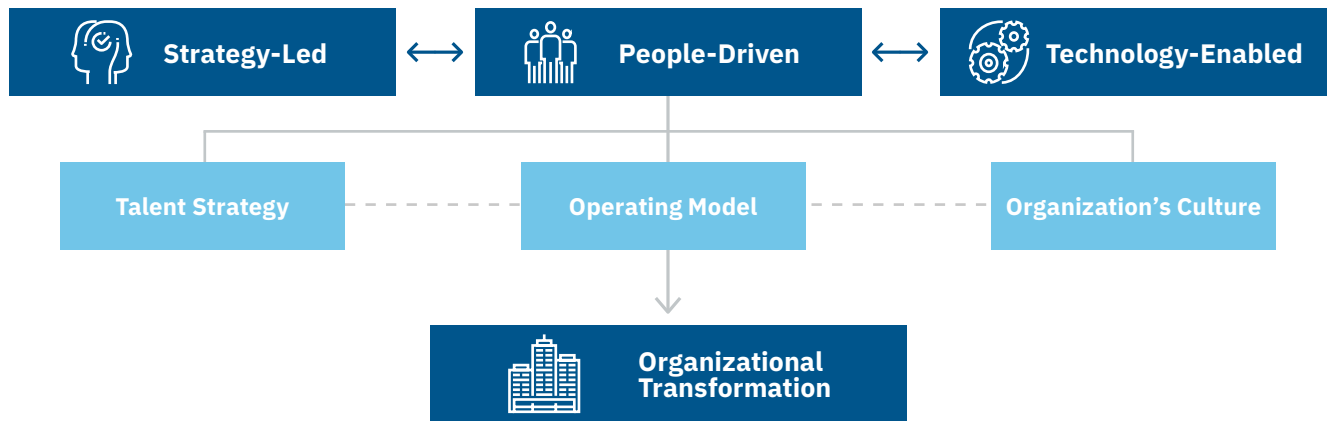 Strategy-Led
People-Driven
Technology-Enabled
Talent Strategy
Operating Model
Organization’s Culture
Organizational
Transformation